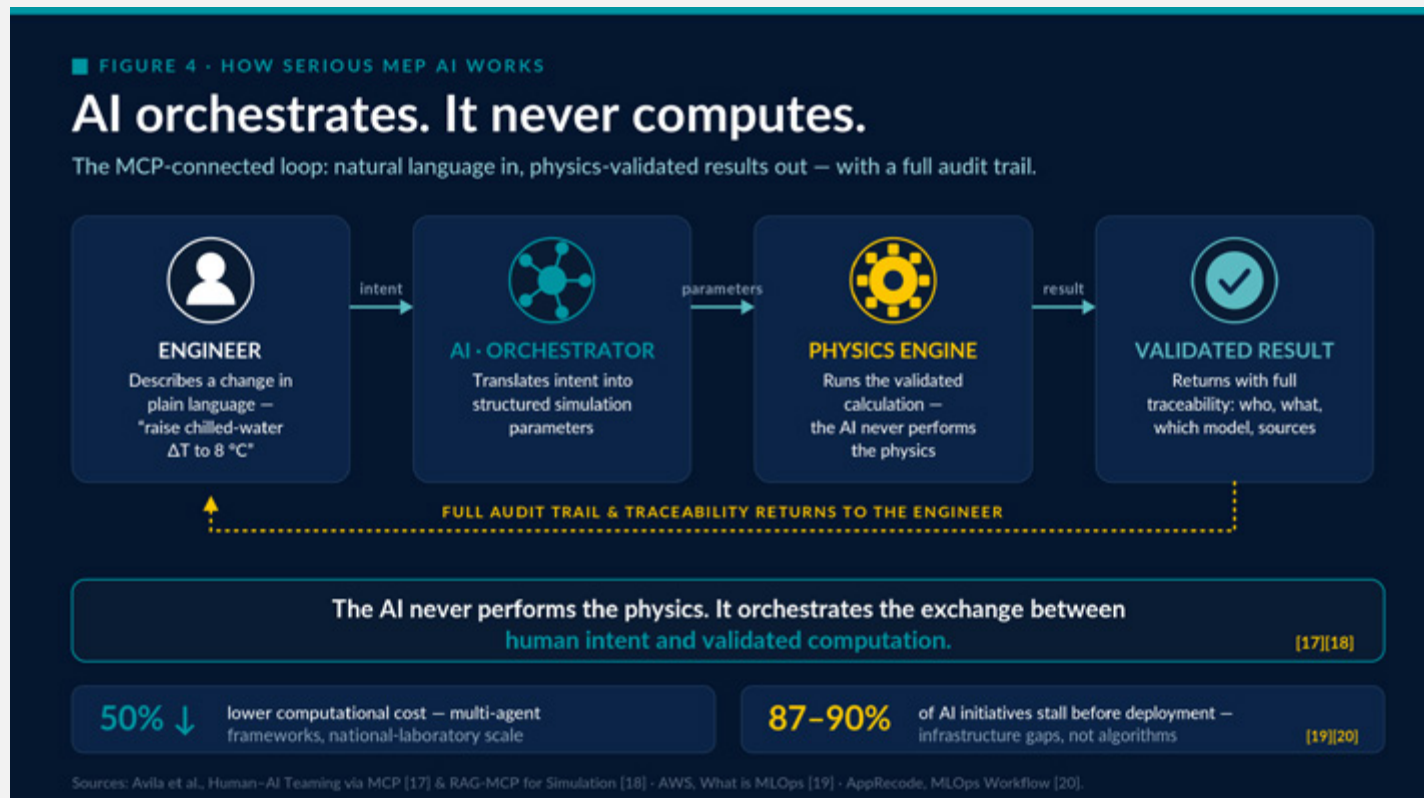 FIGURE 4 · HOW SERIOUS MEP AI WORKS
AI orchestrates. It never computes.
The MCP-connected loop: natural language in, physics-validated results out — with a full audit trail.
ENGINEER
Describes a change in
plain language —
"raise chilled-water
ΔT to 8 °C"
intent
AI · ORCHESTRATOR
Translates intent into
structured simulation
parameters
parameters
PHYSICS ENGINE
Runs the validated
calculation —
the AI never performs
the physics
result
VALIDATED RESULT
Returns with full
traceability: who, what,
which model, sources
FULL AUDIT TRAIL & TRACEABILITY RETURNS TO THE ENGINEER
The AI never performs the physics. It orchestrates the exchange between
human intent and validated computation.
[17][18]
50% ↓
lower computational cost — multi-agent
frameworks, national-laboratory scale
87–90%
of AI initiatives stall before deployment —
infrastructure gaps, not algorithms
[19][20]
Sources: Avila et al., Human–AI Teaming via MCP [17] & RAG-MCP for Simulation [18] · AWS, What is MLOps [19] · AppRecode, MLOps Workflow [20].